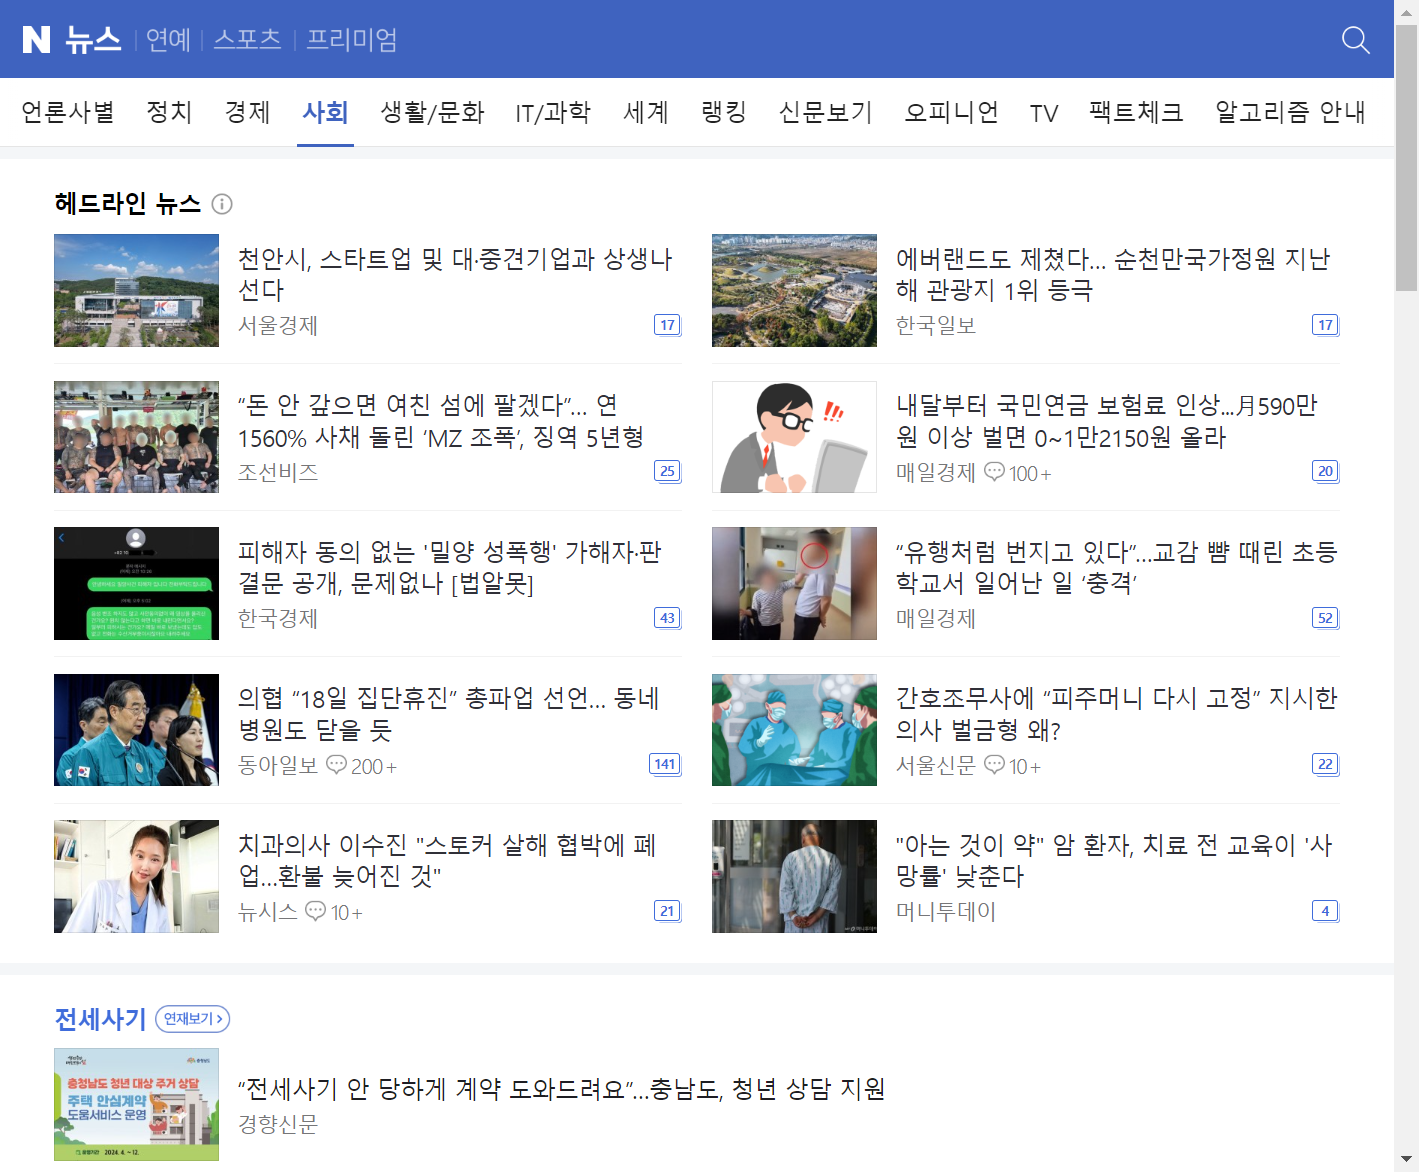 N 뉴스 연예 스포츠 프리미엄
언론사별 정치 경제 사회 생활/문화 IT/과학 세계 랭킹 신문보기 오피니언 TV 팩트체크 알고리즘 안내
헤드라인 뉴스
천안시, 스타트업 및 대·중견기업과 상생나
선다
서울경제
17
에버랜드도 제쳤다... 순천만국가정원 지난
해 관광지 1위 등극
한국일보
17
“돈 안 갚으면 여친 섬에 팔겠다”... 연
1560% 사채 돌린 ‘MZ 조폭’, 징역 5년형
조선비즈
25
내달부터 국민연금 보험료 인상...月590만
원 이상 벌면 0~1만2150원 올라
매일경제 100+
20
피해자 동의 없는 '밀양 성폭행' 가해자·판
결문 공개, 문제없나 [법알못]
한국경제
43
“유행처럼 번지고 있다”...교감 뺨 때린 초등
학교서 일어난 일 ‘충격’
매일경제
52
의협 “18일 집단휴진” 총파업 선언... 동네
병원도 닫을 듯
동아일보 200+
141
간호조무사에 “피주머니 다시 고정” 지시한
의사 벌금형 왜?
서울신문 10+
22
치과의사 이수진 "스토커 살해 협박에 폐
업...환불 늦어진 것"
뉴시스 10+
21
"아는 것이 약" 암 환자, 치료 전 교육이 '사
망률' 낮춘다
머니투데이
4
전세사기 연재보기
충청남도 청년 대상 주거 상담
주택 안심계약
도움서비스 운영
2024. 4. ~ 12.
“전세사기 안 당하게 계약 도와드려요”...충남도, 청년 상담 지원
경향신문